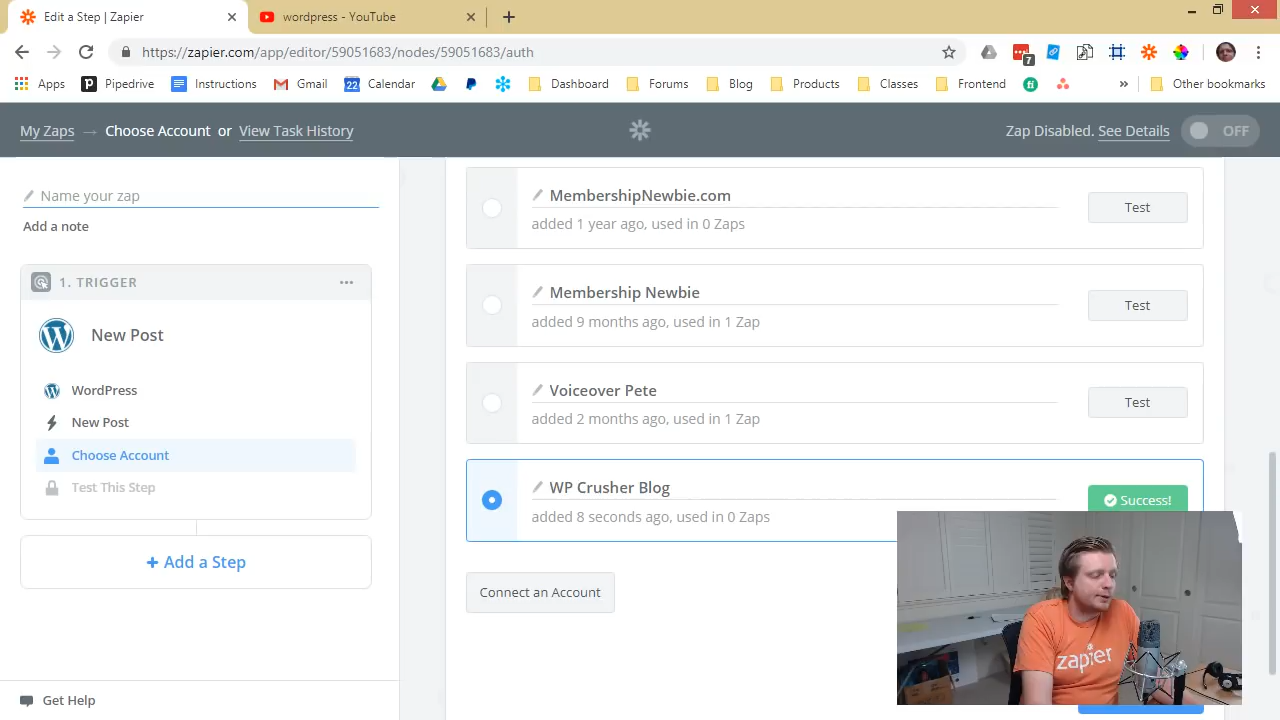 Edit a Step | Zapier
wordpress - YouTube
https://zapier.com/app/editor/59051683/nodes/59051683/auth
7
Apps
Pipedrive
Instructions
Gmail
22
Calendar
Dashboard
Forums
Blog
Products
Classes
Frontend
fi
»
Other bookmarks
My Zaps → Choose Account or View Task History
Zap Disabled. See Details
OFF
Name your zap
Add a note
1. TRIGGER
New Post
WordPress
New Post
Choose Account
Test This Step
+ Add a Step
Get Help
MembershipNewbie.com
added 1 year ago, used in 0 Zaps
Test
Membership Newbie
added 9 months ago, used in 1 Zap
Test
Voiceover Pete
added 2 months ago, used in 1 Zap
Test
WP Crusher Blog
added 8 seconds ago, used in 0 Zaps
Success!
Connect an Account
zapier